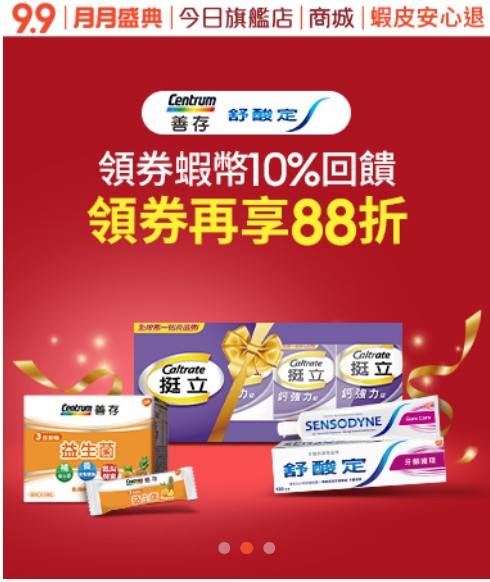 9.9 月月盛典 | 今日旗艦店 | 商城 | 蝦皮安心退
Centrum
善存
舒酸定
領券蝦幣10%回饋
領券再享88折
Caltrate
挺立
Caltrate
挺立
鈣強力錠
Caltrate
挺立
鈣強力錠
Centrum 善存
益生菌
Centrum 善存
益生菌
SENSODYNE
Gum Care
舒酸定
牙齦護理